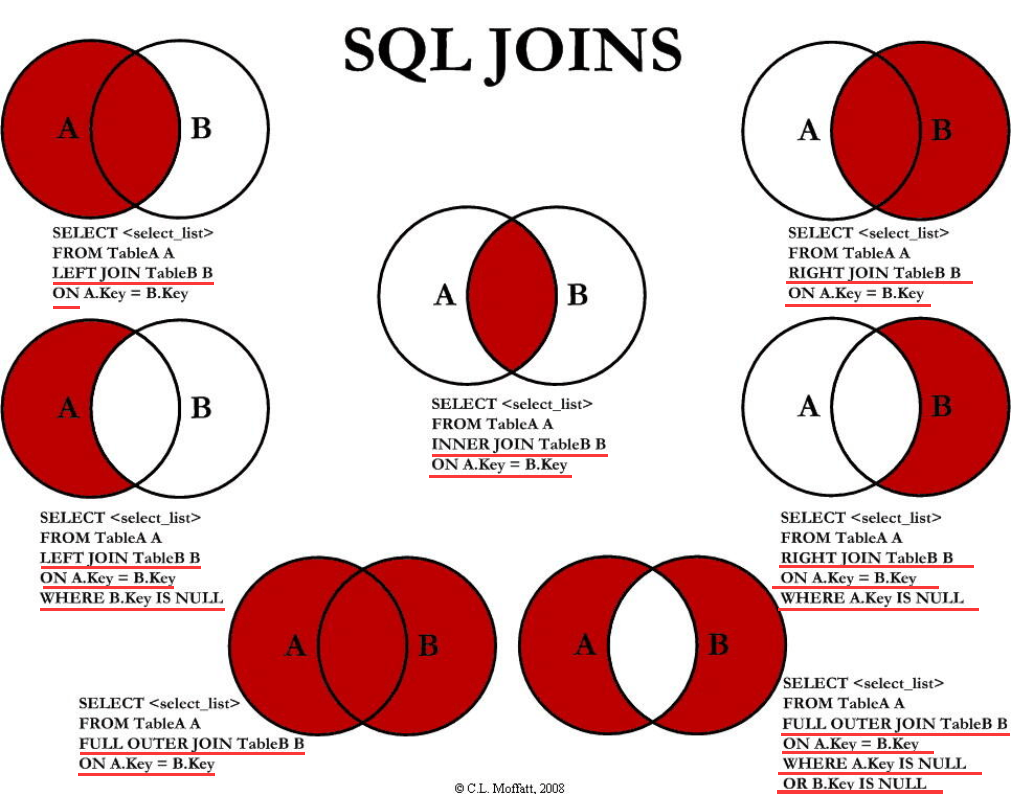 SQL JOINS
A
B
SELECT <select_list>
FROM TableA A
LEFT JOIN TableB B
ON A.Key = B.Key
A
B
SELECT <select_list>
FROM TableA A
RIGHT JOIN TableB B
ON A.Key = B.Key
A
B
SELECT <select_list>
FROM TableA A
INNER JOIN TableB B
ON A.Key = B.Key
A
B
SELECT <select_list>
FROM TableA A
LEFT JOIN TableB B
ON A.Key = B.Key
WHERE B.Key IS NULL
A
B
SELECT <select_list>
FROM TableA A
RIGHT JOIN TableB B
ON A.Key = B.Key
WHERE A.Key IS NULL
A
B
SELECT <select_list>
FROM TableA A
FULL OUTER JOIN TableB B
ON A.Key = B.Key
A
B
SELECT <select_list>
FROM TableA A
FULL OUTER JOIN TableB B
ON A.Key = B.Key
WHERE A.Key IS NULL
OR B.Key IS NULL
© C.L. Moffatt, 2008